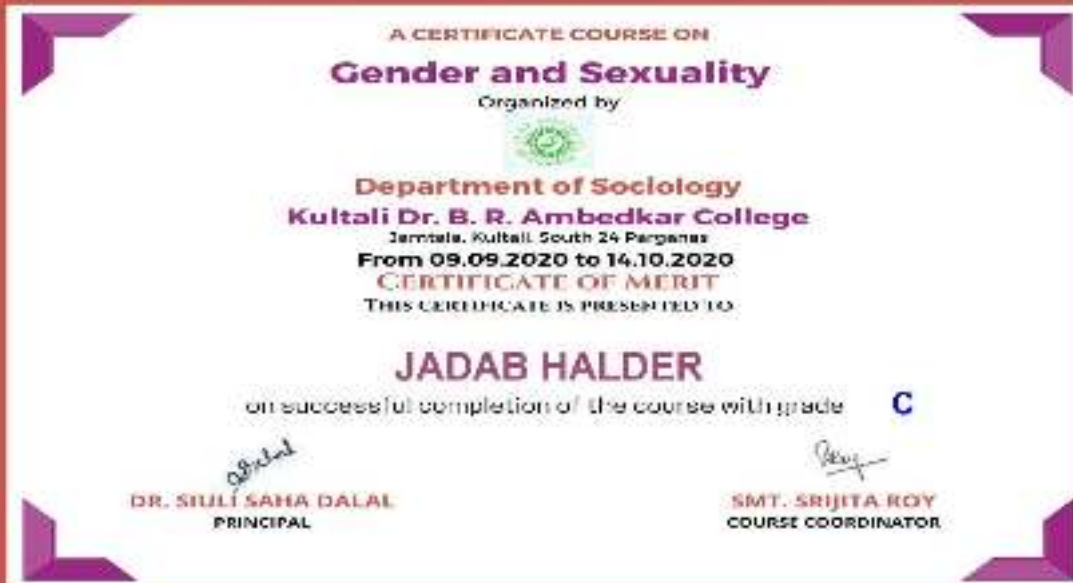 A CERTIFICATE COURSE ON
Gender and Sexuality
Organized by
Department of Sociology
Kultali Dr. B. R. Ambedkar College
Jamtala, Kultali, South 24 Parganas
From 09.09.2020 to 14.10.2020
CERTIFICATE OF MERIT
THIS CERTIFICATE IS PRESENTED TO
JADAB HALDER
on successful completion of the course with grade C
DR. SIULI SAHA DALAL
PRINCIPAL
SMT. SRIJITA ROY
COURSE COORDINATOR